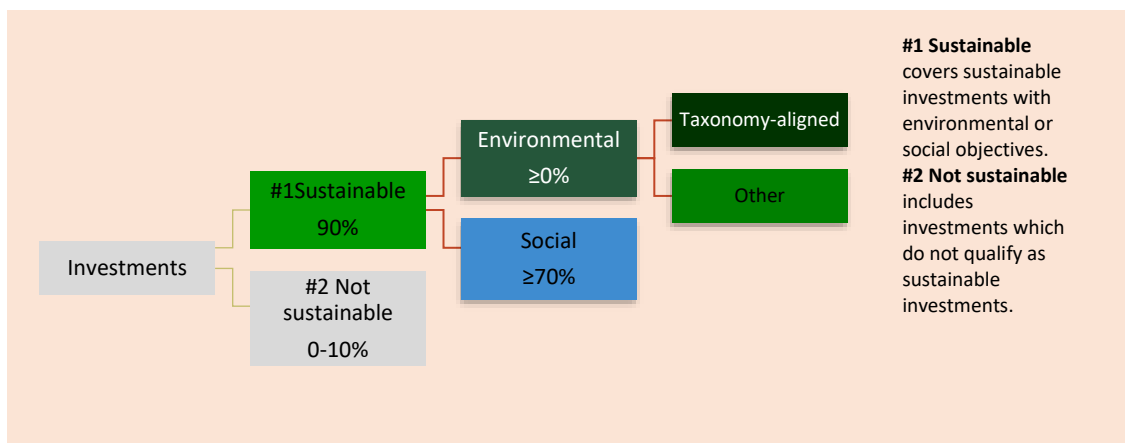 Investments
#1Sustainable
90%
#2 Not
sustainable
0-10%
Environmental
≥0%
Social
≥70%
Taxonomy-aligned
Other
#1 Sustainable
covers sustainable
investments with
environmental or
social objectives.
#2 Not sustainable
includes
investments which
do not qualify as
sustainable
investments.